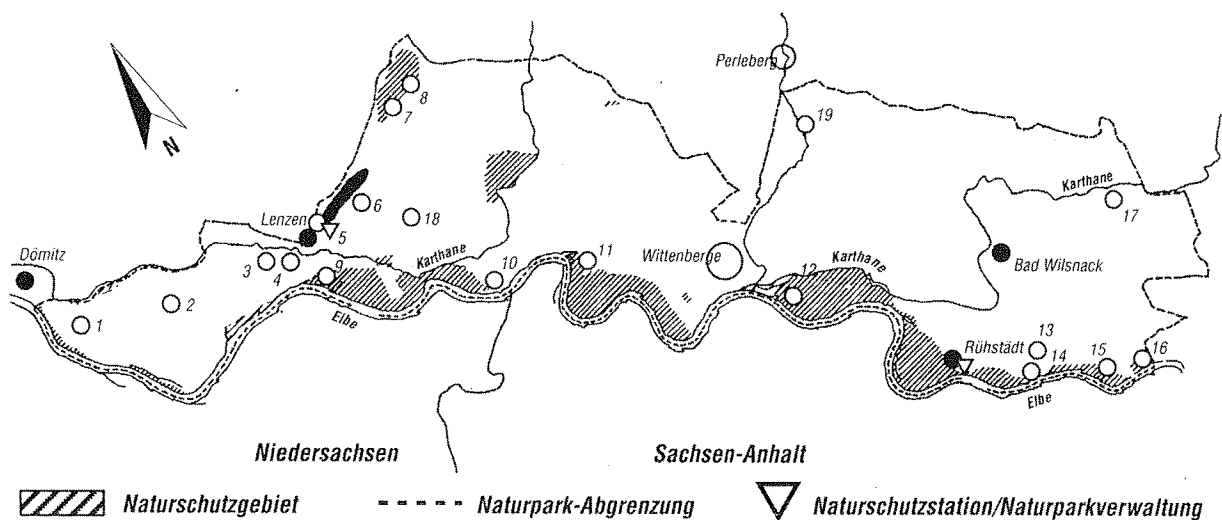 Perleberg
8
7
19
N
Lenzen
5
6
18
Karthane
17
Dömitz
3
4
9
Karthane
10
11
Wittenberge
Karthane
12
Bad Wilsnack
2
1
Elbe
Rühstädt
13
14
15
16
Elbe
Niedersachsen
Sachsen-Anhalt
Naturschutzgebiet
Naturpark-Abgrenzung
Naturschutzstation/Naturparkverwaltung